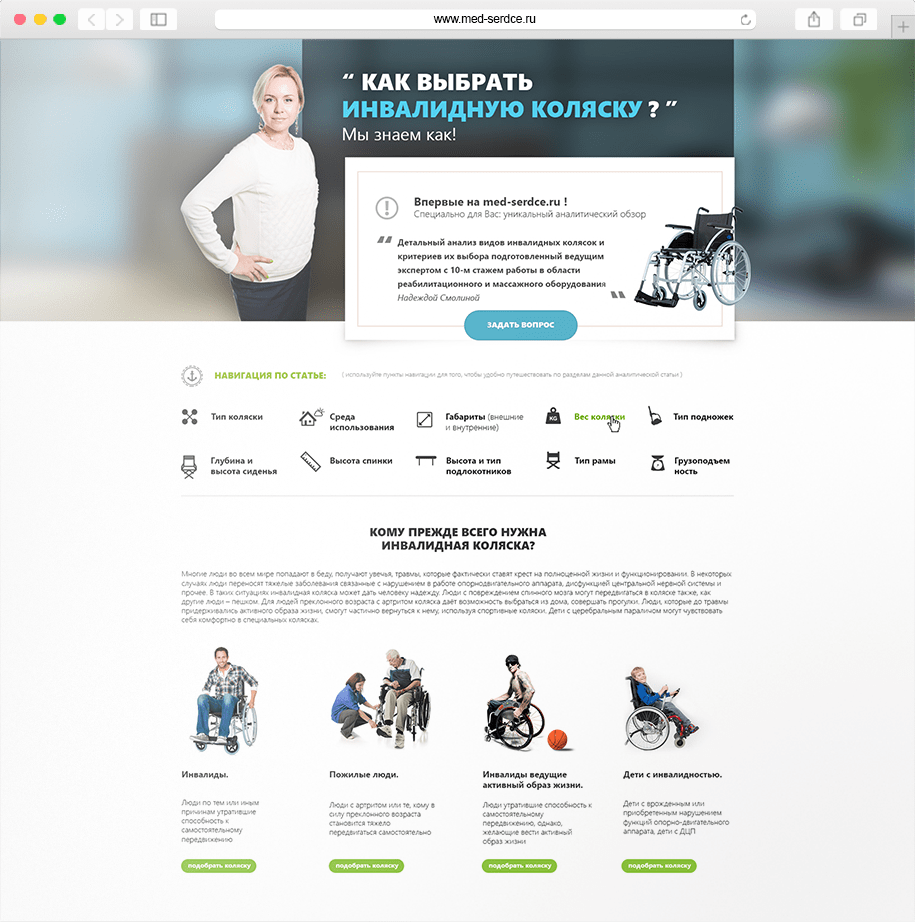 www.med-serdce.ru
“ КАК ВЫБРАТЬ
ИНВАЛИДНУЮ КОЛЯСКУ ? ”
Мы знаем как!
Впервые на med-serdce.ru !
Специально для Вас: уникальный аналитический обзор
Детальный анализ видов инвалидных колясок и
критериев их выбора подготовленный ведущим
экспертом с 10-м стажем работы в области
реабилитационного и массажного оборудования
Надеждой Смолиной
ЗАДАТЬ ВОПРОС
НАВИГАЦИЯ ПО СТАТЬЕ:
( используйте пункты навигации для того, чтобы удобно путешествовать по разделам данной аналитической статьи )
Тип коляски
Среда
использования
Габариты (внешние
и внутренние)
KG
Вес коляски
Тип подножек
Глубина и
высота сиденья
Высота спинки
Высота и тип
подлокотников
Тип рамы
Грузоподъем
ность
КОМУ ПРЕЖДЕ ВСЕГО НУЖНА
ИНВАЛИДНАЯ КОЛЯСКА?
Многие люди во всем мире попадают в беду, получают увечья, травмы, которые фактически ставят крест на полноценной жизни и функционировании. В некоторых
случаях люди переносят тяжелые заболевания связанные с нарушением в работе опорнодвигательного аппарата, дисфункцией центральной нервной системы и
прочее. В таких ситуациях инвалидная коляска может дать человеку надежду. Люди с повреждением спинного мозга могут передвигаться в коляске также, как
другие люди – пешком. Для людей преклонного возраста с артритом коляска даёт возможность выбраться из дома, совершать прогулки. Люди, которые до травмы
придерживались активного образа жизни, смогут частично вернуться к нему, используя спортивные коляски. Дети с церебральным параличом могут чувствовать
себя комфортно в специальных колясках.
Инвалиды.
Люди по тем или иным
причинам утратившие
способность к
самостоятельному
передвижению
подобрать коляску
Пожилые люди.
Люди с артритом или те, кому в
силу преклонного возраста
становится тяжело
передвигаться самостоятельно
подобрать коляску
Инвалиды ведущие
активный образ жизни.
Люди утратившие способность к
самостоятельному
передвижению, однако,
желающие вести активный
образ жизни
подобрать коляску
Дети с инвалидностью.
Дети с врожденным или
приобретенным нарушением
функций опорно-двигательного
аппарата, дети с ДЦП
подобрать коляску